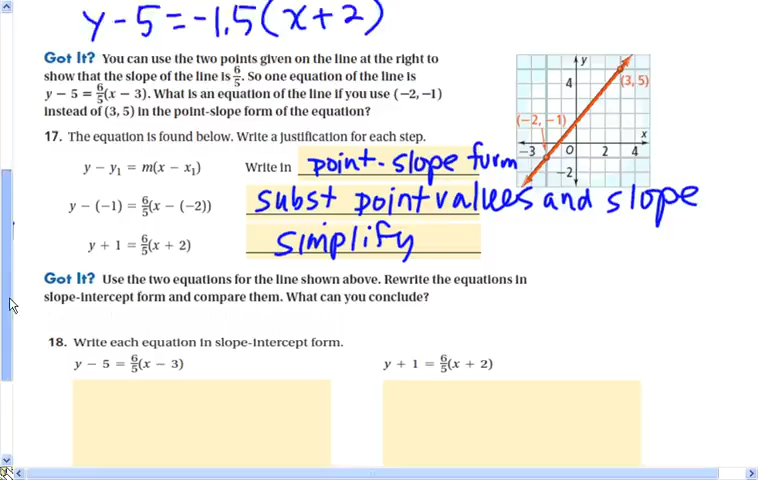 y - 5 = -1.5(x+2)
Got It? You can use the two points given on the line at the right to
show that the slope of the line is 6/5. So one equation of the line is
y − 5 = 6/5(x − 3). What is an equation of the line if you use (−2, −1)
instead of (3, 5) in the point-slope form of the equation?
17. The equation is found below. Write a justification for each step.
y − y₁ = m(x − x₁) Write in point-slope form
y − (−1) = 6/5(x − (−2)) subst point values and slope
y + 1 = 6/5(x + 2) simplify
y
4
(3, 5)
(−2, −1)
x
−3 O 2 4
−2
Got It? Use the two equations for the line shown above. Rewrite the equations in
slope-intercept form and compare them. What can you conclude?
18. Write each equation in slope-intercept form.
y − 5 = 6/5(x − 3) y + 1 = 6/5(x + 2)